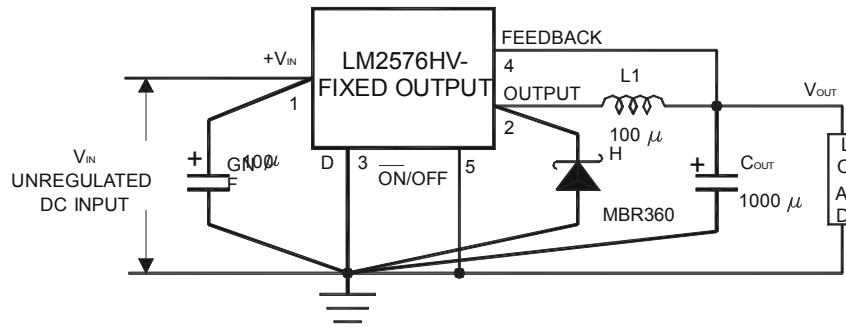 LM2576HV-
FIXED OUTPUT
FEEDBACK
4
+VIN
1
OUTPUT
2
L1
100 μ
H
VOUT
VIN
UNREGULATED
DC INPUT
+
100μ
F
D
3
ON/OFF
5
MBR360
+
COUT
1000 μ
L
O
A
D